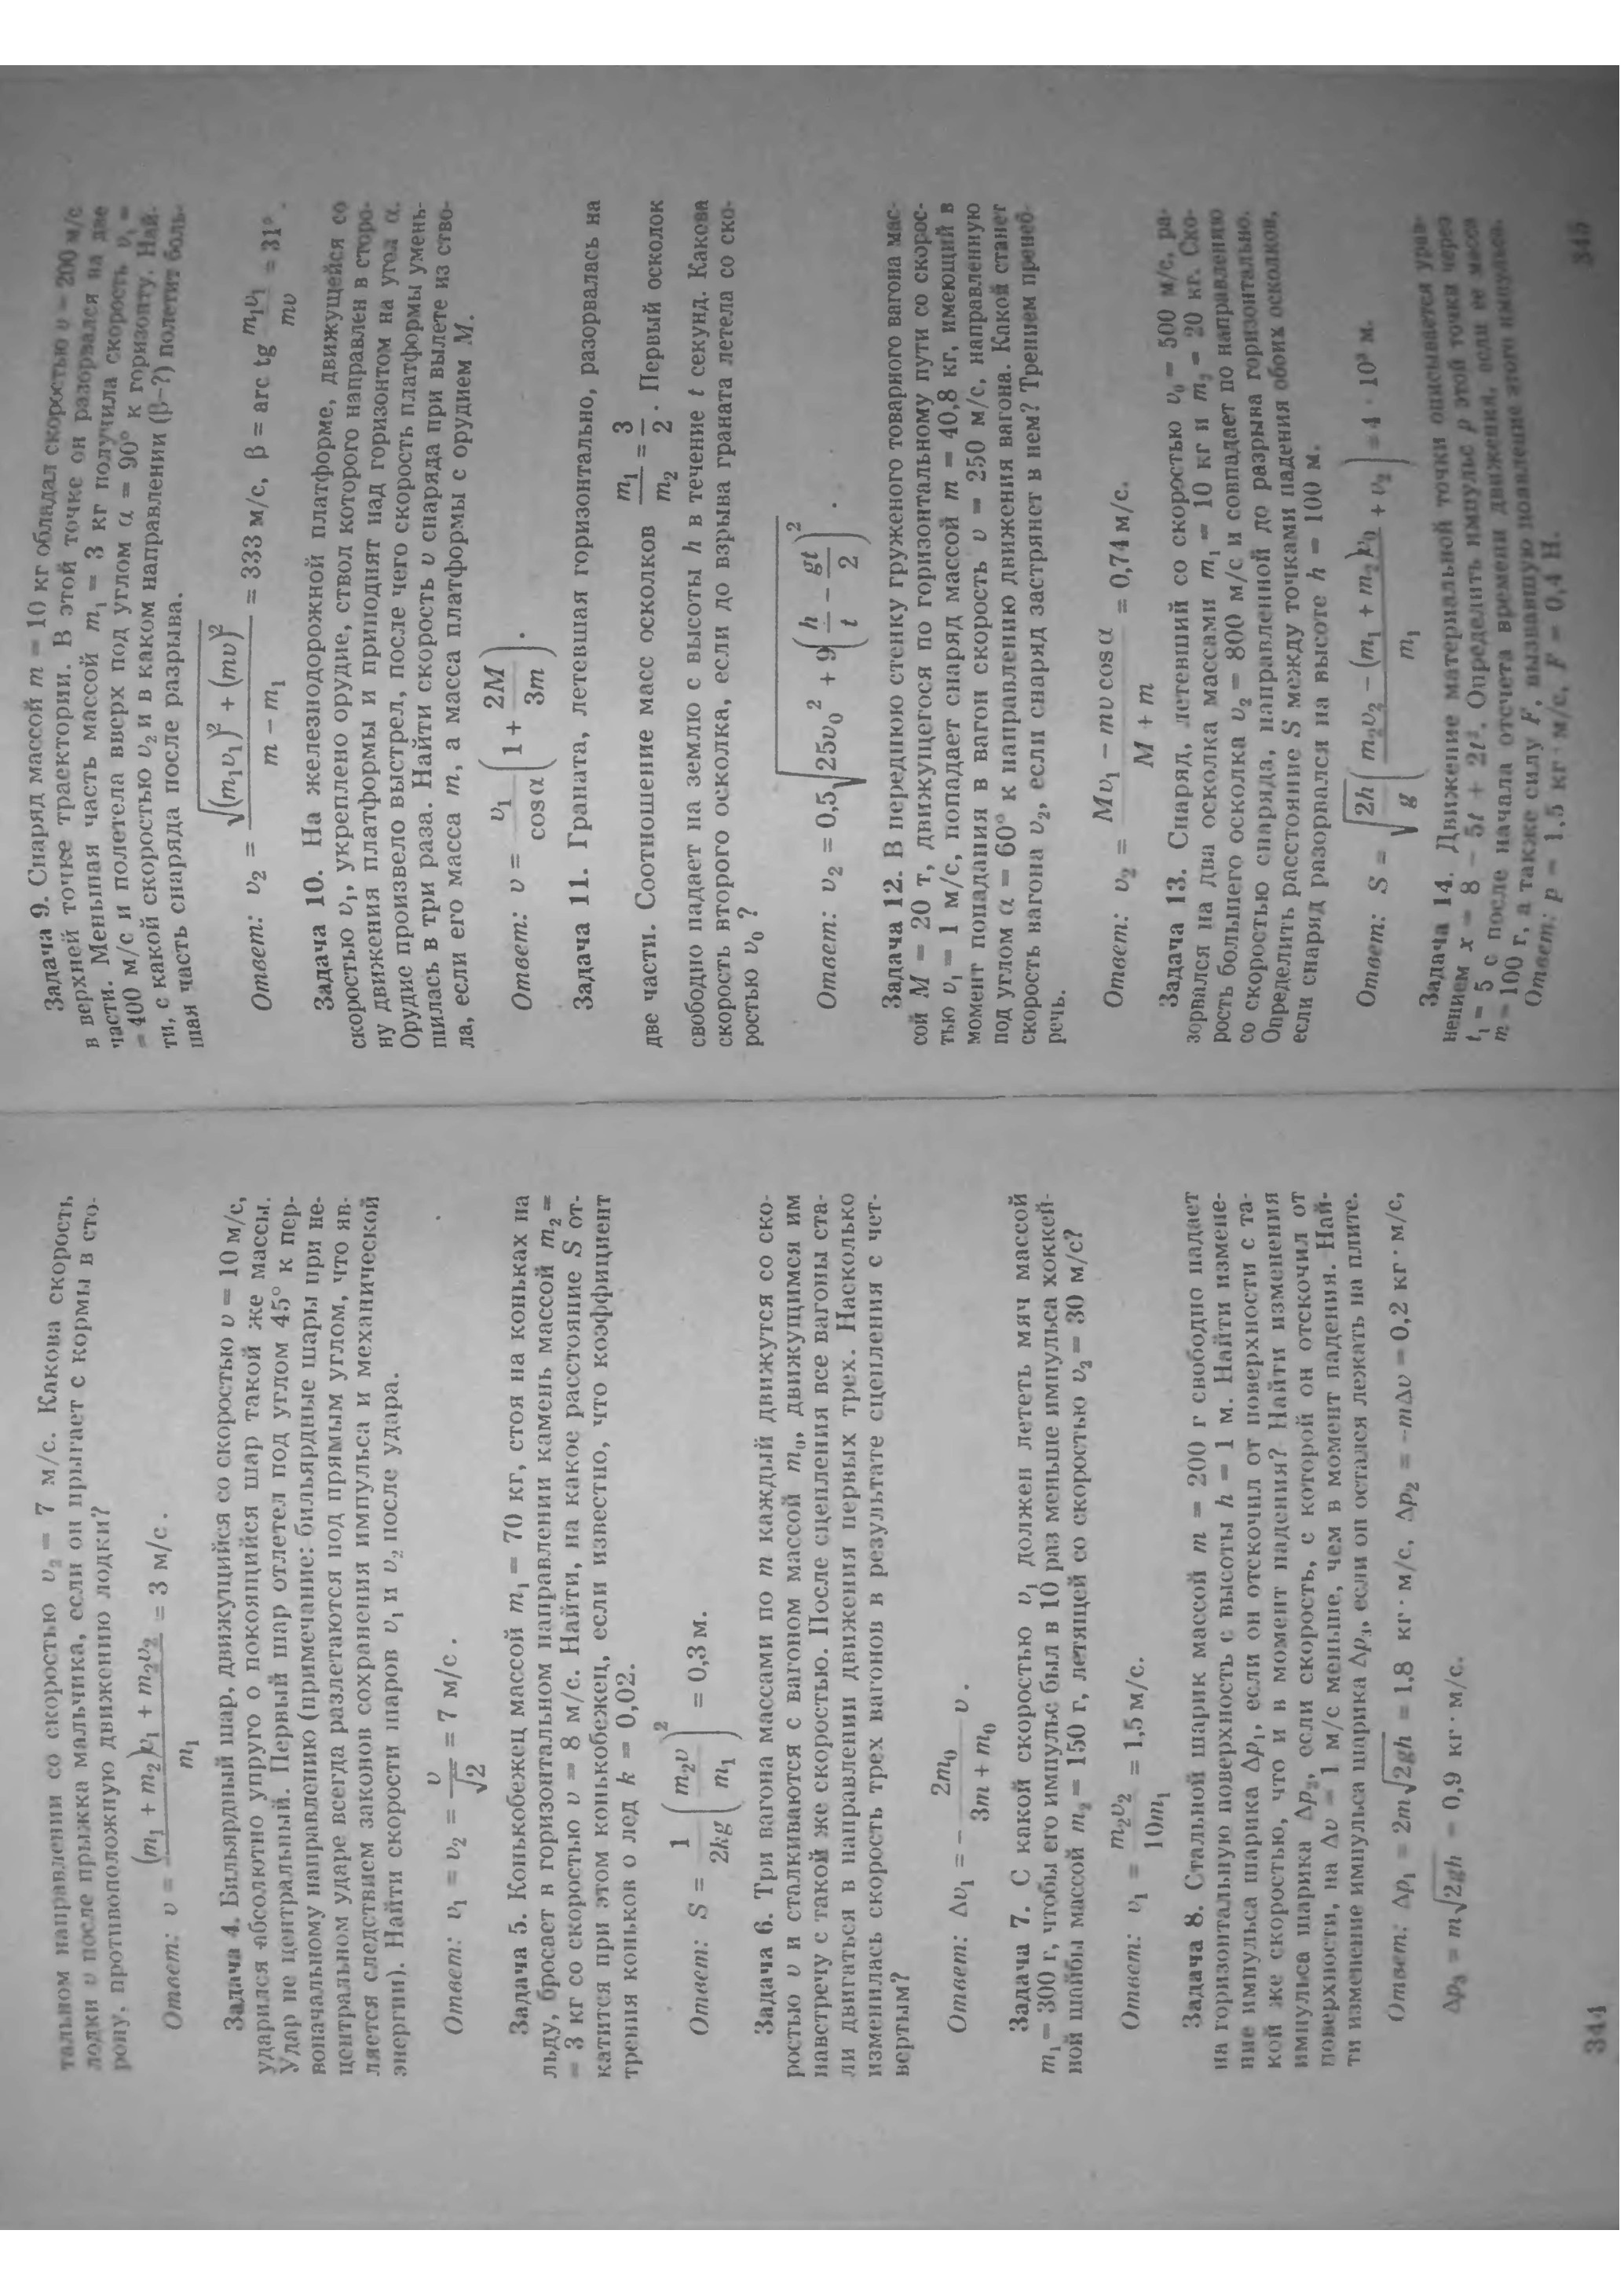 тальном направлении со скоростью v₂ = 7 м/с. Какова скорость
лодки v после прыжка мальчика, если он прыгает с кормы в сто-
рону, противоположную движению лодки?
Ответ: v = (m₁ + m₂)v₁ + m₂v₂ / m₁ = 3 м/с.
Задача 4. Бильярдный шар, движущийся со скоростью v = 10 м/с,
ударился абсолютно упруго о покоящийся шар такой же массы.
Удар не центральный. Первый шар отлетел под углом 45° к пер-
воначальному направлению (примечание: бильярдные шары при не-
центральном ударе всегда разлетаются под прямым углом, что яв-
ляется следствием законов сохранения импульса и механической
энергии). Найти скорости шаров v₁ и v₂ после удара.
Ответ: v₁ = v₂ = v / √2 = 7 м/с.
Задача 5. Конькобежец массой m₁ = 70 кг, стоя на коньках на
льду, бросает в горизонтальном направлении камень массой m₂ =
= 3 кг со скоростью v = 8 м/с. Найти, на какое расстояние S от-
катится при этом конькобежец, если известно, что коэффициент
трения коньков о лед k = 0,02.
Ответ: S = 1 / 2kg (m₂v / m₁)² = 0,3 м.
Задача 6. Три вагона массами по m каждый движутся со ско-
ростью v и сталкиваются с вагоном массой m₀, движущимся им
навстречу с такой же скоростью. После сцепления все вагоны ста-
ли двигаться в направлении движения первых трех. Насколько
изменилась скорость трех вагонов в результате сцепления с чет-
вертым?
Ответ: Δv₁ = − 2m₀ / 3m + m₀ v.
Задача 7. С какой скоростью v₁ должен лететь мяч массой
m₁ = 300 г, чтобы его импульс был в 10 раз меньше импульса хоккей-
ной шайбы массой m₂ = 150 г, летящей со скоростью v₂ = 30 м/с?
Ответ: v₁ = m₂v₂ / 10m₁ = 1,5 м/с.
Задача 8. Стальной шарик массой m = 200 г свободно падает
на горизонтальную поверхность с высоты h = 1 м. Найти измене-
ние импульса шарика Δp₁, если он отскочил от поверхности с та-
кой же скоростью, что и в момент падения? Найти изменения
импульса шарика Δp₂, если скорость, с которой он отскочил от
поверхности, на Δv = 1 м/с меньше, чем в момент падения. Най-
ти изменение импульса шарика Δp₃, если он остался лежать на плите.
Ответ: Δp₁ = 2m√2gh = 1,8 кг·м/с, Δp₂ = −mΔv = 0,2 кг·м/с,
Δp₃ = m√2gh = 0,9 кг·м/с.
344
Задача 9. Снаряд массой m = 10 кг обладал скоростью v = 200 м/с
в верхней точке траектории. В этой точке он разорвался на две
части. Меньшая часть массой m₁ = 3 кг получила скорость v₁ =
= 400 м/с и полетела вверх под углом α = 90° к горизонту. Най-
ти, с какой скоростью v₂ и в каком направлении (β–?) полетит боль-
шая часть снаряда после разрыва.
Ответ: v₂ = √(m₁v₁)² + (mv)² / m − m₁ = 333 м/с, β = arc tg m₁v₁ / mv = 31°.
Задача 10. На железнодорожной платформе, движущейся со
скоростью v₁, укреплено орудие, ствол которого направлен в сторо-
ну движения платформы и приподнят над горизонтом на угол α.
Орудие произвело выстрел, после чего скорость платформы умень-
шилась в три раза. Найти скорость v снаряда при вылете из ство-
ла, если его масса m, а масса платформы с орудием M.
Ответ: v = v₁ / cosα (1 + 2M / 3m).
Задача 11. Граната, летевшая горизонтально, разорвалась на
две части. Соотношение масс осколков m₁ / m₂ = 3 / 2. Первый осколок
свободно падает на землю с высоты h в течение t секунд. Какова
скорость второго осколка, если до взрыва граната летела со ско-
ростью v₀?
Ответ: v₂ = 0,5√25v₀² + 9(h / t − gt / 2)².
Задача 12. В переднюю стенку груженого товарного вагона мас-
сой M = 20 т, движущегося по горизонтальному пути со скорос-
тью v₁ = 1 м/с, попадает снаряд массой m = 40,8 кг, имеющий в
момент попадания в вагон скорость v = 250 м/с, направленную
под углом α = 60° к направлению движения вагона. Какой станет
скорость вагона v₂, если снаряд застрянет в нем? Трением пренеб-
речь.
Ответ: v₂ = Mv₁ − mv cosα / M + m = 0,74 м/с.
Задача 13. Снаряд, летевший со скоростью v₀ = 500 м/с, ра-
зорвался на два осколка массами m₁ = 10 кг и m₂ = 20 кг. Ско-
рость большего осколка v₂ = 800 м/с и совпадает по направлению
со скоростью снаряда, направленной до разрыва горизонтально.
Определить расстояние S между точками падения обоих осколков,
если снаряд разорвался на высоте h = 100 м.
Ответ: S = √2h / g (m₂v₂ − (m₁ + m₂)v₀ / m₁ + v₂) = 4 · 10³ м.
Задача 14. Движение материальной точки описывается урав-
нением x = 8 − 5t + 2t². Определить импульс p этой точки через
t₁ = 5 с после начала отсчета времени движения, если ее масса
m = 100 г, а также силу F, вызвавшую появление этого импульса.
Ответ: p = 1,5 кг·м/с, F = 0,4 Н.
345